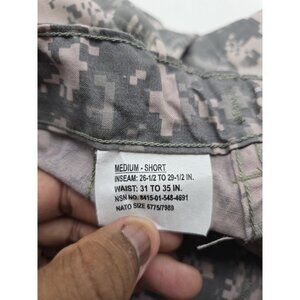 MEDIUM - SHORT
INSEAM: 26-1/2 TO 29-1/2 IN.
WAIST: 31 TO 35 IN.
NSN NO. 8415-01-548-4691
NATO SIZE 6775/7989